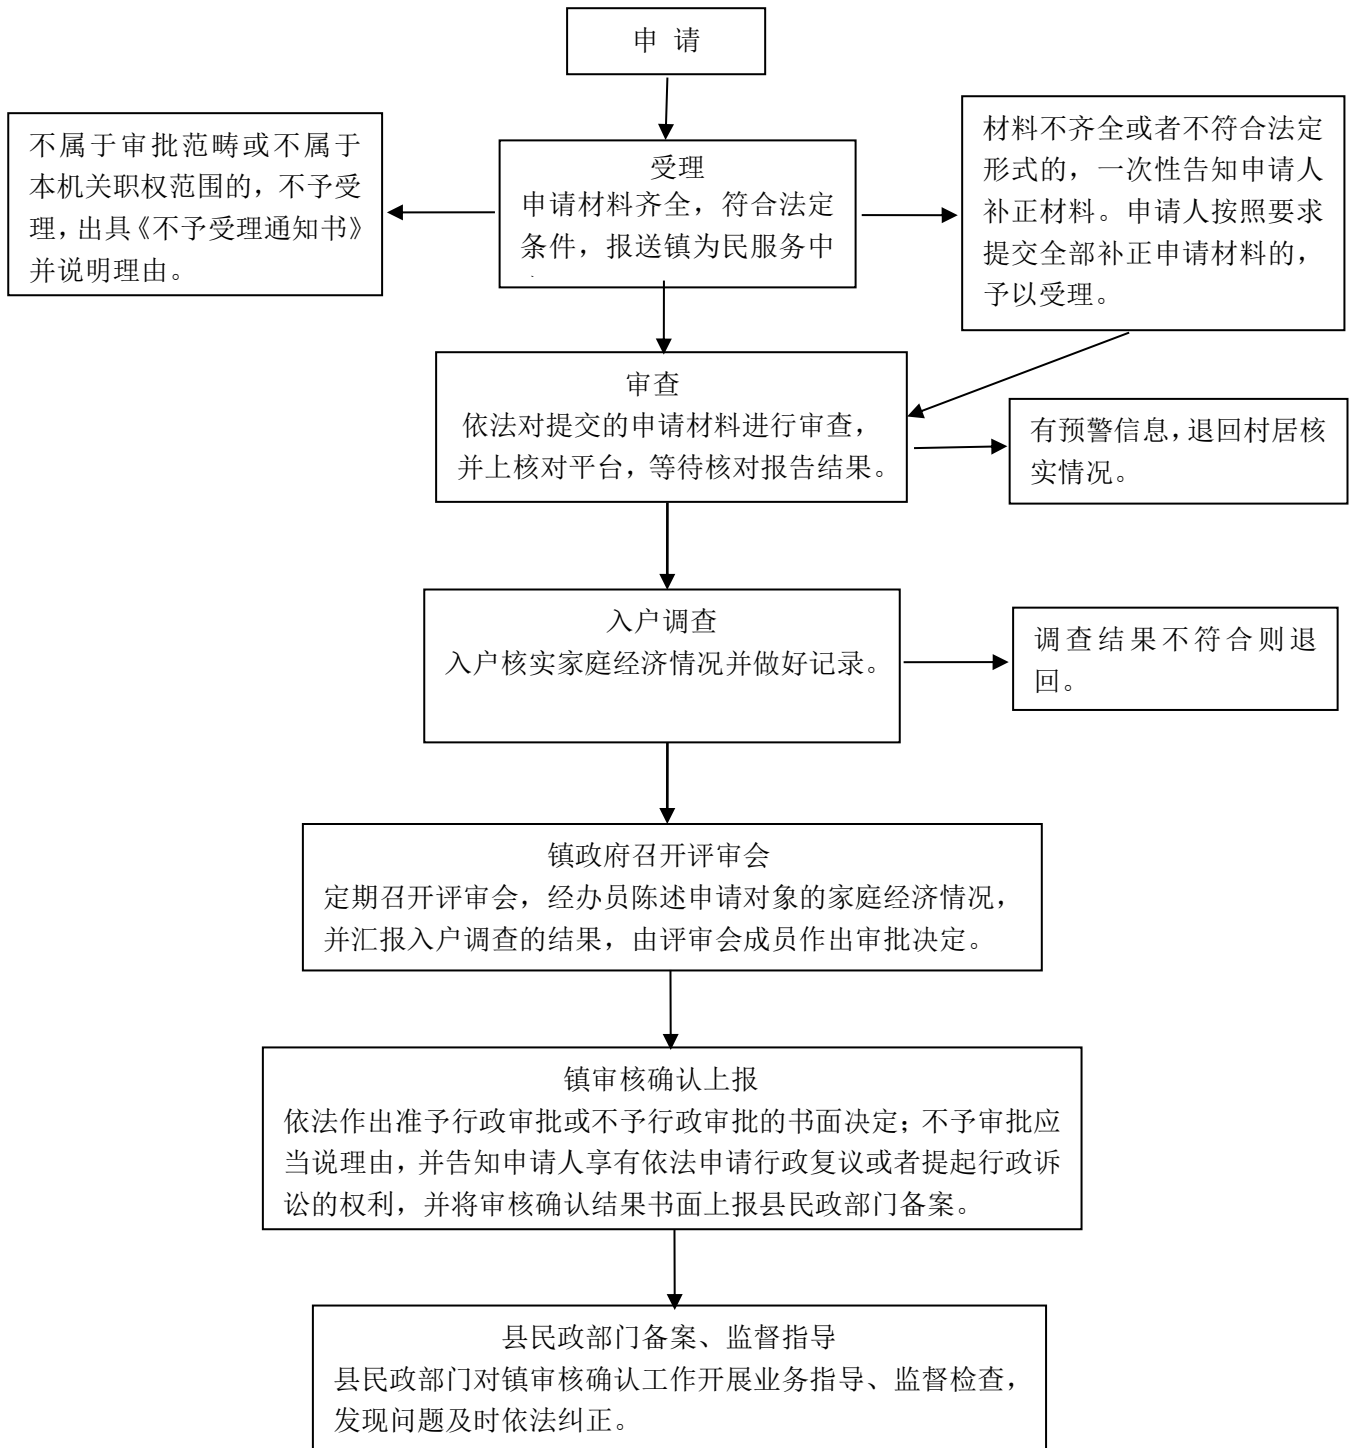 申 请
不属于审批范畴或不属于
本机关职权范围的，不予受
理，出具《不予受理通知书》
并说明理由。
受理
申请材料齐全，符合法定
条件，报送镇为民服务中
材料不齐全或者不符合法定
形式的，一次性告知申请人
补正材料。申请人按照要求
提交全部补正申请材料的，
予以受理。
审查
依法对提交的申请材料进行审查，
并上核对平台，等待核对报告结果。
有预警信息，退回村居核
实情况。
入户调查
入户核实家庭经济情况并做好记录。
调查结果不符合则退
回。
镇政府召开评审会
定期召开评审会，经办员陈述申请对象的家庭经济情况，
并汇报入户调查的结果，由评审会成员作出审批决定。
镇审核确认上报
依法作出准予行政审批或不予行政审批的书面决定；不予审批应
当说理由，并告知申请人享有依法申请行政复议或者提起行政诉
讼的权利，并将审核确认结果书面上报县民政部门备案。
县民政部门备案、监督指导
县民政部门对镇审核确认工作开展业务指导、监督检查，
发现问题及时依法纠正。